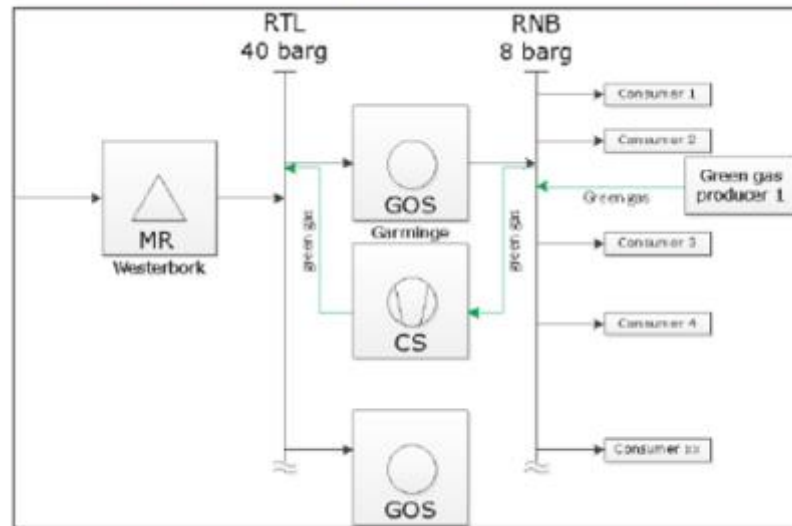 RTL
40 barg
RNB
8 barg
Consumer 1
Consumer 2
Green gas
producer 1
Green gas
GOS
Garminge
MR
Westerbork
green gas
green gas
Consumer 3
CS
Consumer 4
Consumer xx
GOS